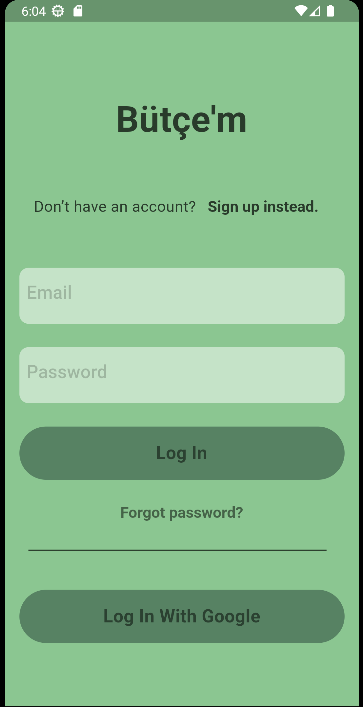 6:04
Bütçe'm
Don't have an account? Sign up instead.
Email
Password
Log In
Forgot password?
Log In With Google